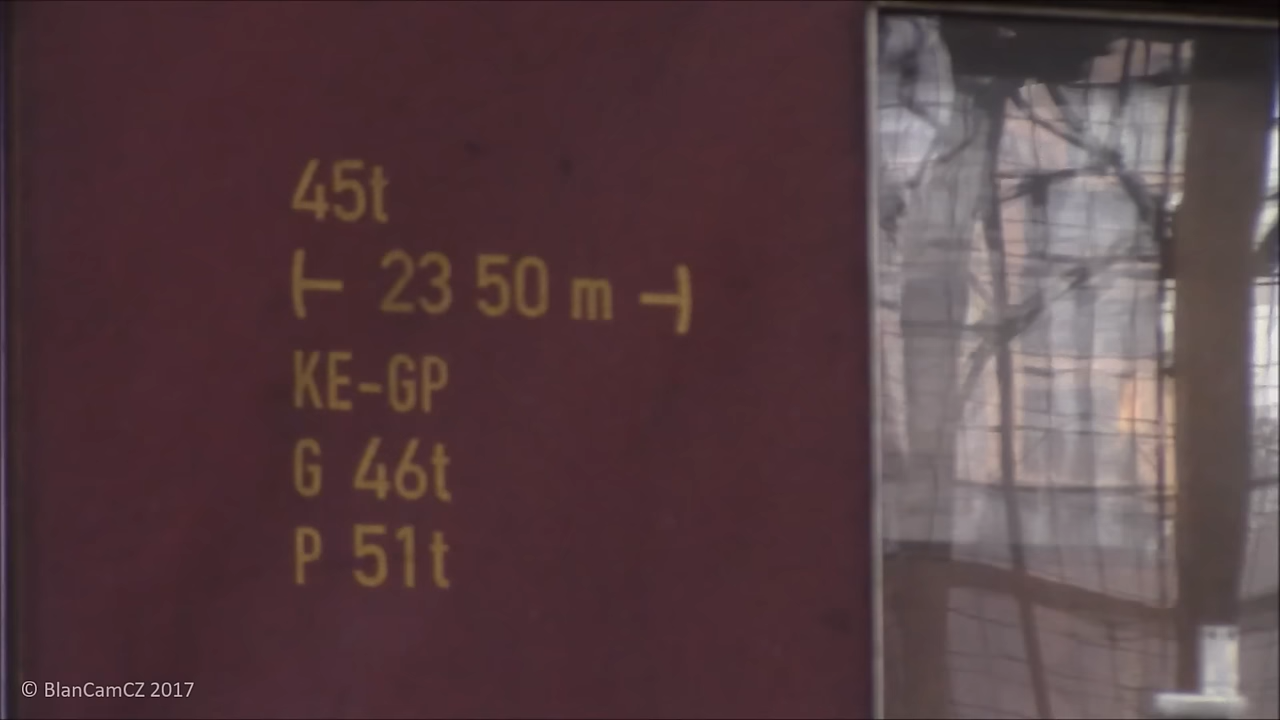 45t
⊢ 23 50 m ⊣
KE-GP
G 46t
P 51t
© BlanCamCZ 2017